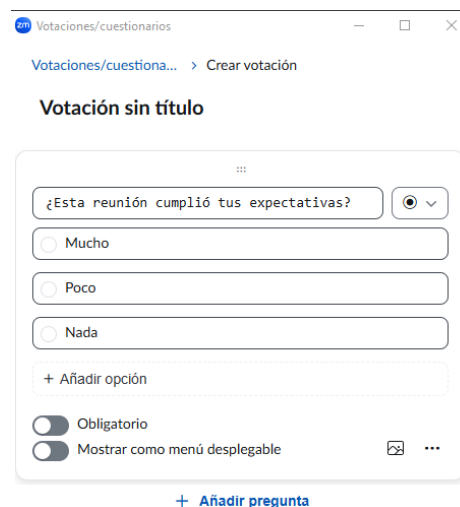 zm Votaciones/cuestionarios
Votaciones/cuestiona... > Crear votación
Votación sin título
¿Esta reunión cumplió tus expectativas?
Mucho
Poco
Nada
+ Añadir opción
Obligatorio
Mostrar como menú desplegable
+ Añadir pregunta